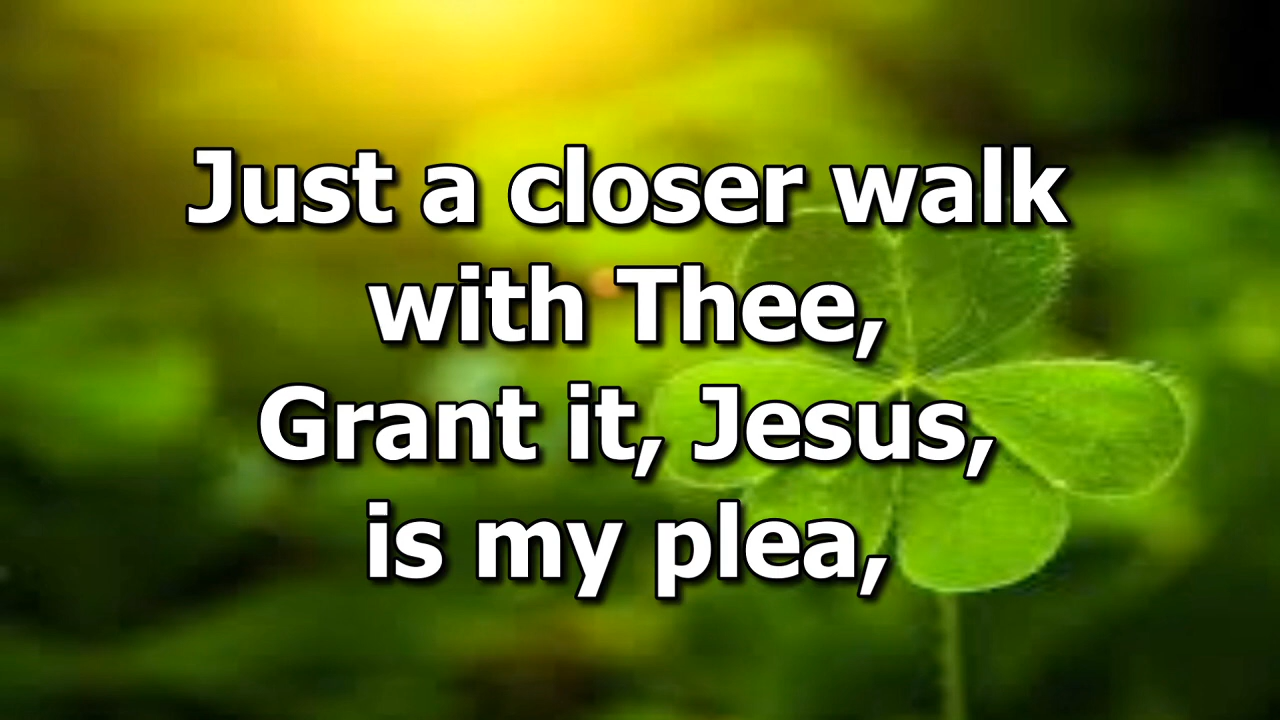 Just a closer walk
with Thee,
Grant it, Jesus,
is my plea,